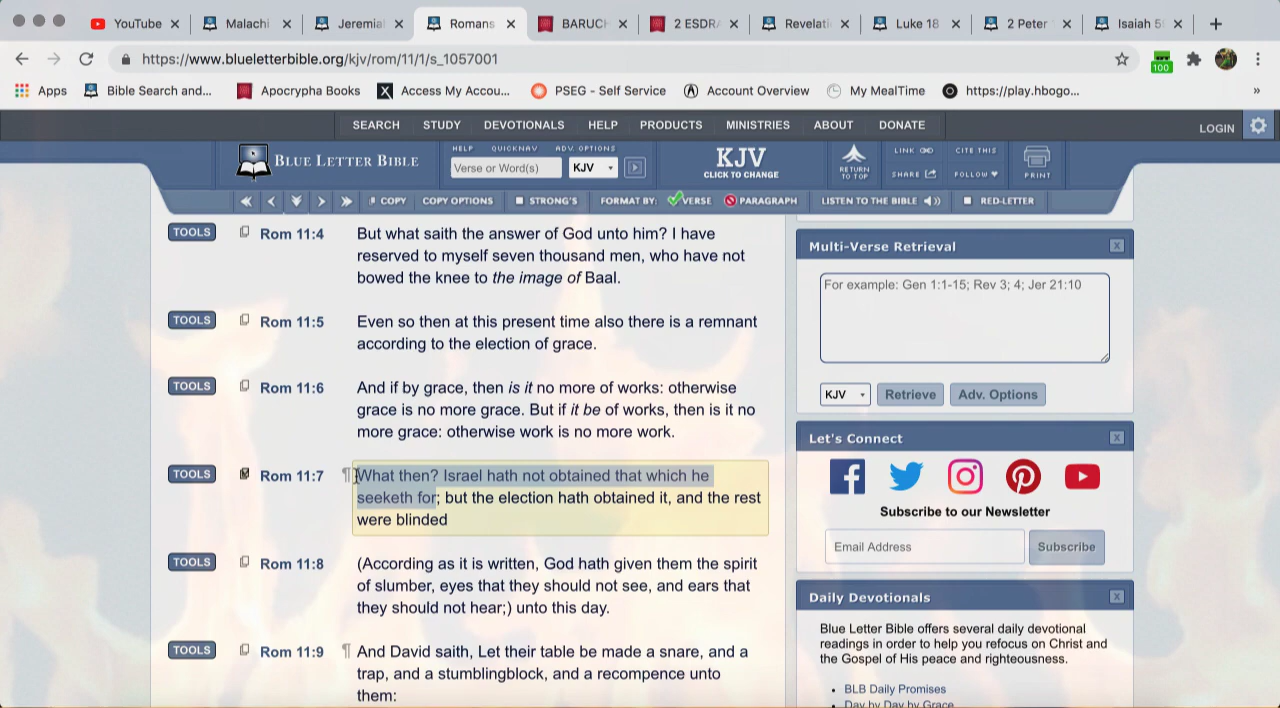 YouTube
Malachi
Jeremia
Romans
BARUCH
2 ESDRA
Revelati
Luke 18
2 Peter
Isaiah 5
https://www.blueletterbible.org/kjv/rom/11/1/s_1057001
100
Apps
Bible Search and...
Apocrypha Books
X
Access My Accou...
PSEG - Self Service
Account Overview
My MealTime
https://play.hbogo...
»
SEARCH STUDY DEVOTIONALS HELP PRODUCTS MINISTRIES ABOUT DONATE
LOGIN
BLUE LETTER BIBLE
HELP QUICKNAV ADV. OPTIONS
Verse or Word(s)
KJV
KJV
CLICK TO CHANGE
RETURN
TO TOP
LINK
CITE THIS
SHARE
FOLLOW
PRINT
COPY
COPY OPTIONS
STRONG'S
FORMAT BY:
VERSE
PARAGRAPH
LISTEN TO THE BIBLE
RED-LETTER
TOOLS
Rom 11:4
But what saith the answer of God unto him? I have
reserved to myself seven thousand men, who have not
bowed the knee to the image of Baal.
TOOLS
Rom 11:5
Even so then at this present time also there is a remnant
according to the election of grace.
TOOLS
Rom 11:6
And if by grace, then is it no more of works: otherwise
grace is no more grace. But if it be of works, then is it no
more grace: otherwise work is no more work.
TOOLS
Rom 11:7
¶What then? Israel hath not obtained that which he
seeketh for; but the election hath obtained it, and the rest
were blinded
TOOLS
Rom 11:8
(According as it is written, God hath given them the spirit
of slumber, eyes that they should not see, and ears that
they should not hear;) unto this day.
TOOLS
Rom 11:9
¶And David saith, Let their table be made a snare, and a
trap, and a stumblingblock, and a recompence unto
them:
Multi-Verse Retrieval
For example: Gen 1:1-15; Rev 3; 4; Jer 21:10
KJV
Retrieve
Adv. Options
Let's Connect
Subscribe to our Newsletter
Email Address
Subscribe
Daily Devotionals
Blue Letter Bible offers several daily devotional
readings in order to help you refocus on Christ and
the Gospel of His peace and righteousness.
BLB Daily Promises
Day by Day by Grace